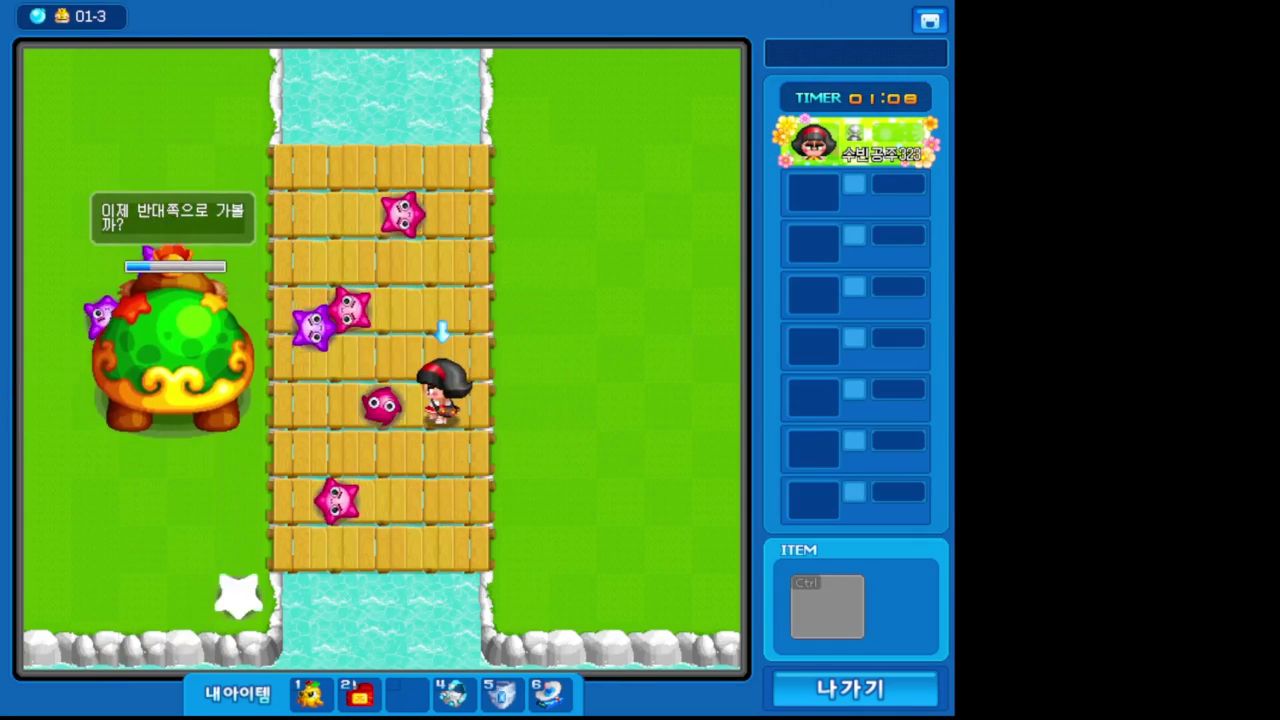 01-3
TIMER 01:08
수빈공주323
이제 반대쪽으로 가볼
까?
ITEM
Ctrl
내아이템
1
2
4
5
6
나가기